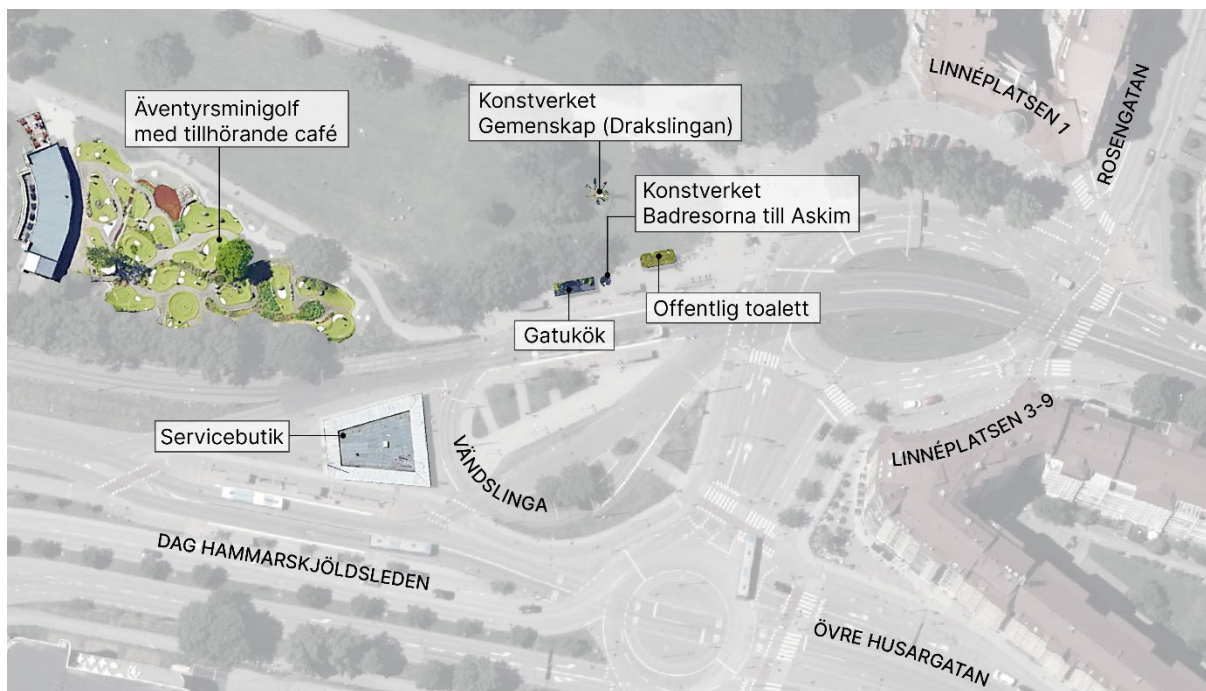 LINNÉPLATSEN 1
ROSENGATAN
Äventyrsminigolf
med tillhörande café
Konstverket
Gemenskap (Drakslingan)
Konstverket
Badresorna till Askim
Offentlig toalett
Gatukök
Servicebutik
VÄNDSLINGA
LINNÉPLATSEN 3-9
DAG HAMMARSKJÖLDSLEDEN
ÖVRE HUSARGATAN